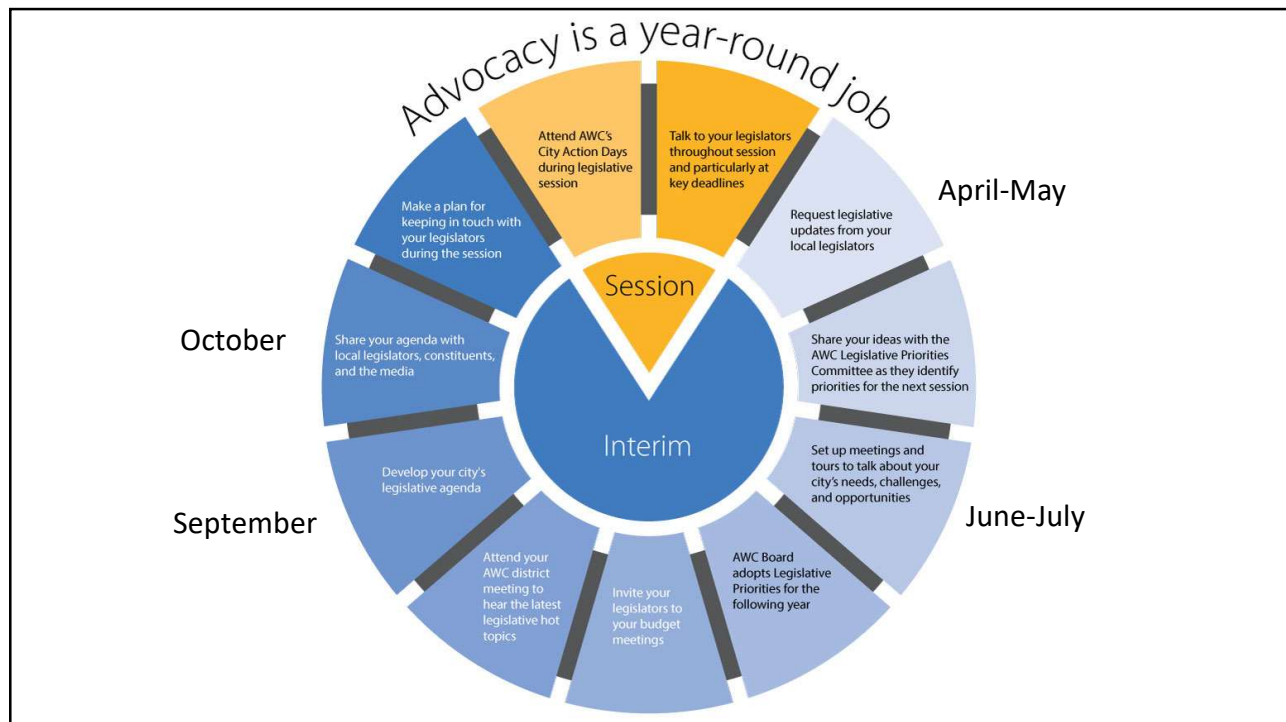 Advocacy is a year-round job
Attend AWC's
City Action Days
during legislative
session
Talk to your legislators
throughout session
and particularly at
key deadlines
April-May
Request legislative
updates from your
local legislators
Share your ideas with the
AWC Legislative Priorities
Committee as they identify
priorities for the next session
Set up meetings and
tours to talk about your
city's needs, challenges,
and opportunities
June-July
AWC Board
adopts Legislative
Priorities for the
following year
Invite your
legislators to
your budget
meetings
Attend your
AWC district
meeting to
hear the latest
legislative hot
topics
September
Develop your city's
legislative agenda
October
Share your agenda with
local legislators, constituents,
and the media
Make a plan for
keeping in touch with
your legislators
during the session
Session
Interim